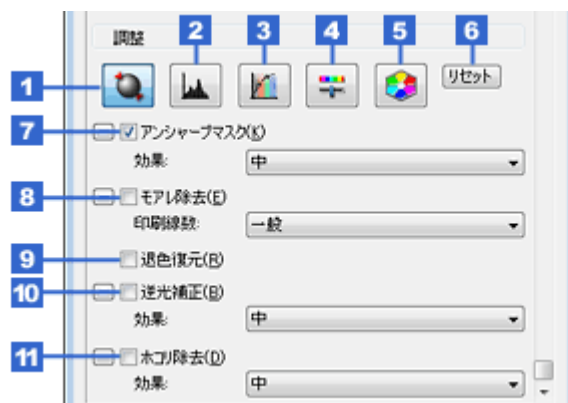 調整
2 3 4 5 6
1
リセット
7 アンシャープマスク(K)
効果: 中
8 モアレ除去(E)
印刷線数: 一般
9 退色復元(R)
10 逆光補正(B)
効果: 中
11 ホコリ除去(D)
効果: 中